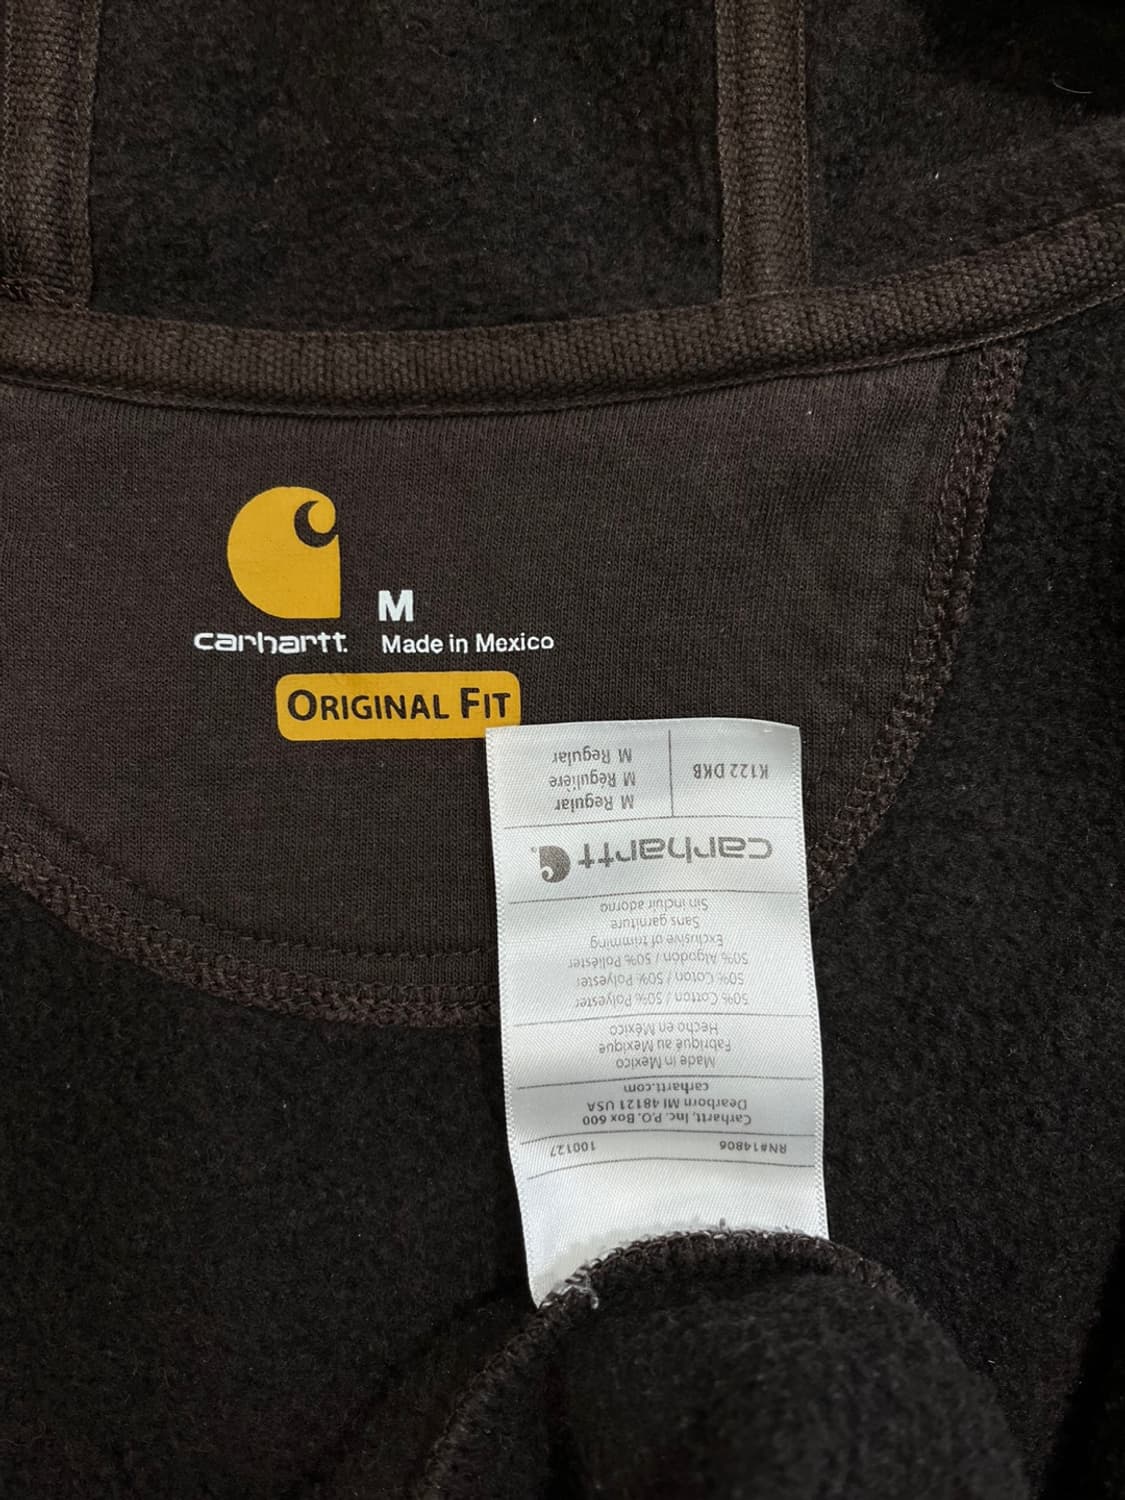 M
carhartt.
Made in Mexico
ORIGINAL FIT
RN#14806 100127
Carhartt, Inc. P.O. Box 600
Dearborn MI 48121 USA
carhartt.com
Made in Mexico
Fabriqué au Mexique
Hecho en México
50% Cotton / 50% Polyester
50% Coton / 50% Polyester
50% Algodon / 50% Poliéster
Exclusive of trimming
Sans garniture
Sin incluir adorno
carhartt
K122 DKB
M Regular
M Régulière
M Regular